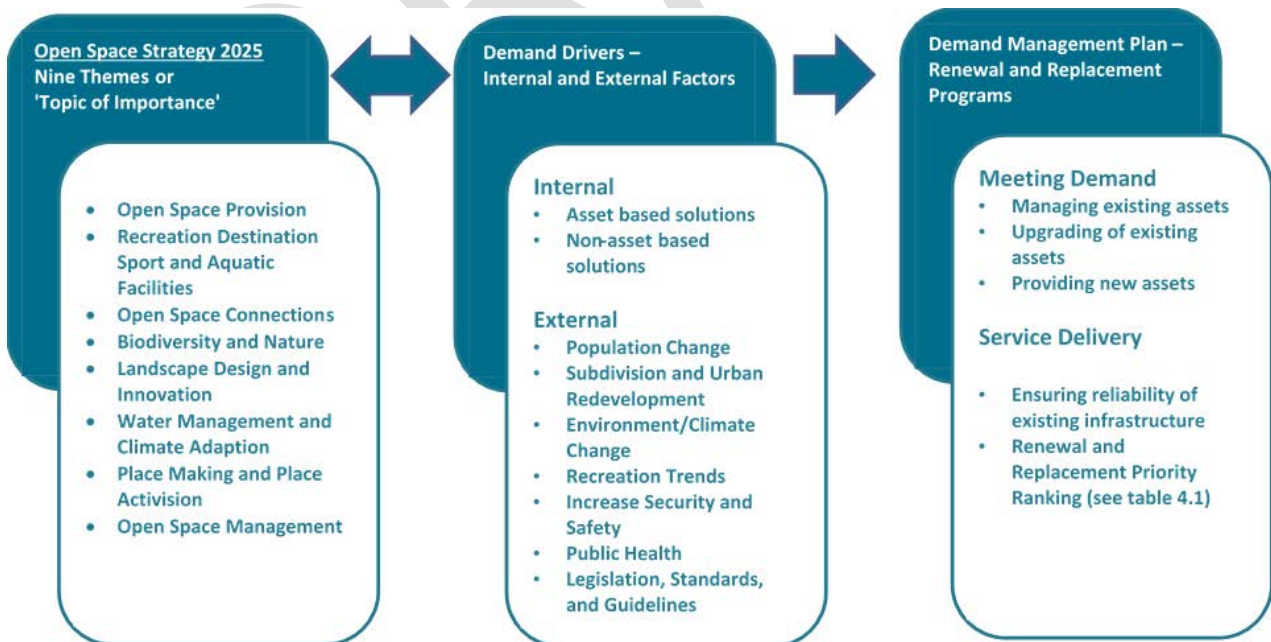 Open Space Strategy 2025
Nine Themes or
'Topic of Importance'
• Open Space Provision
• Recreation Destination
Sport and Aquatic
Facilities
• Open Space Connections
• Biodiversity and Nature
• Landscape Design and
Innovation
• Water Management and
Climate Adaption
• Place Making and Place
Activision
• Open Space Management
Demand Drivers –
Internal and External Factors
Internal
• Asset based solutions
• Non-asset based
solutions
External
• Population Change
• Subdivision and Urban
Redevelopment
• Environment/Climate
Change
• Recreation Trends
• Increase Security and
Safety
• Public Health
• Legislation, Standards,
and Guidelines
Demand Management Plan –
Renewal and Replacement
Programs
Meeting Demand
• Managing existing assets
• Upgrading of existing
assets
• Providing new assets
Service Delivery
• Ensuring reliability of
existing infrastructure
• Renewal and
Replacement Priority
Ranking (see table 4.1)